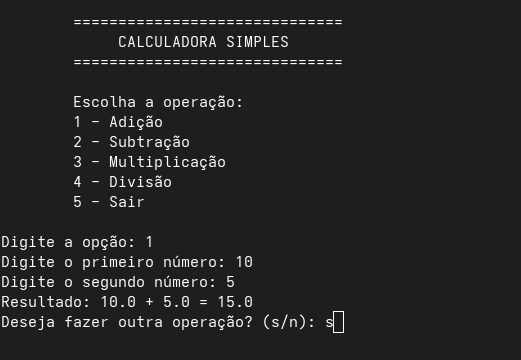 ==============================
CALCULADORA SIMPLES
==============================
Escolha a operação:
1 - Adição
2 - Subtração
3 - Multiplicação
4 - Divisão
5 - Sair
Digite a opção: 1
Digite o primeiro número: 10
Digite o segundo número: 5
Resultado: 10.0 + 5.0 = 15.0
Deseja fazer outra operação? (s/n): s